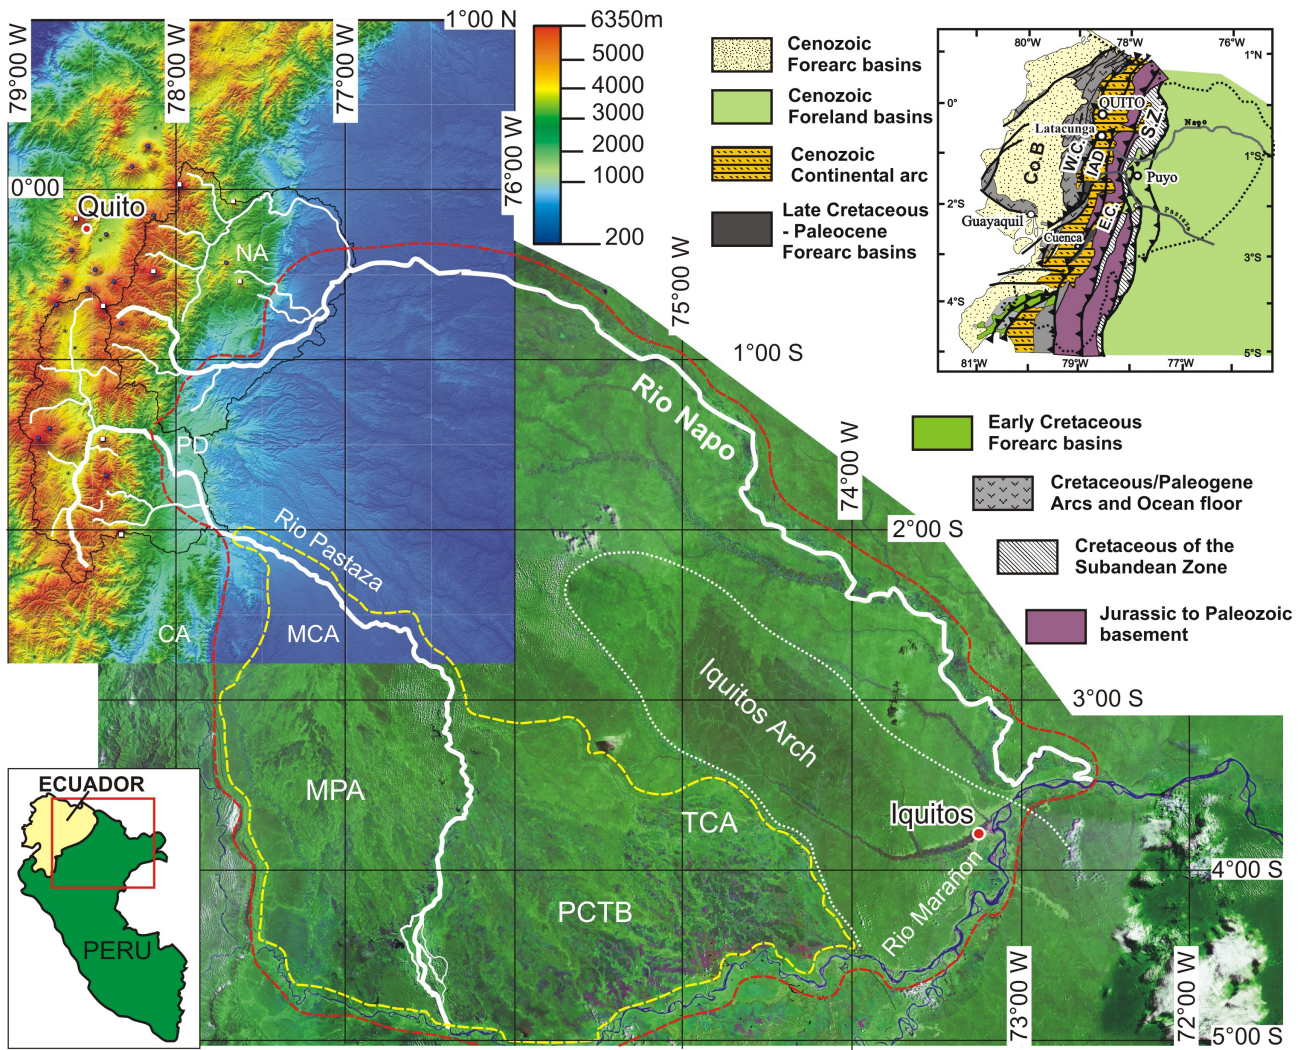 79°00 W
78°00 W
77°00 W
1°00 N
76°00 W
0°00
Quito
NA
PD
CA
MCA
Rio Pastaza
6350m
5000
4000
3000
2000
1000
200
75°00 W
1°00 S
Rio Napo
74°00 W
2°00 S
3°00 S
Iquitos Arch
MPA
TCA
PCTB
Iquitos
Rio Marañon
4°00 S
73°00 W
72°00 W
5°00 S
ECUADOR
PERU
Cenozoic
Forearc basins
Cenozoic
Foreland basins
Cenozoic
Continental arc
Late Cretaceous
- Paleocene
Forearc basins
80°W
78°W
76°W
1°N
0°
1°S
2°S
3°S
4°S
5°S
81°W
79°W
77°W
QUITO
Latacunga
Co.B
W.C.
IAD
S.Z.
E.C.
Napo
Puyo
Pastaza
Guayaquil
Cuenca
Early Cretaceous
Forearc basins
Cretaceous/Paleogene
Arcs and Ocean floor
Cretaceous of the
Subandean Zone
Jurassic to Paleozoic
basement